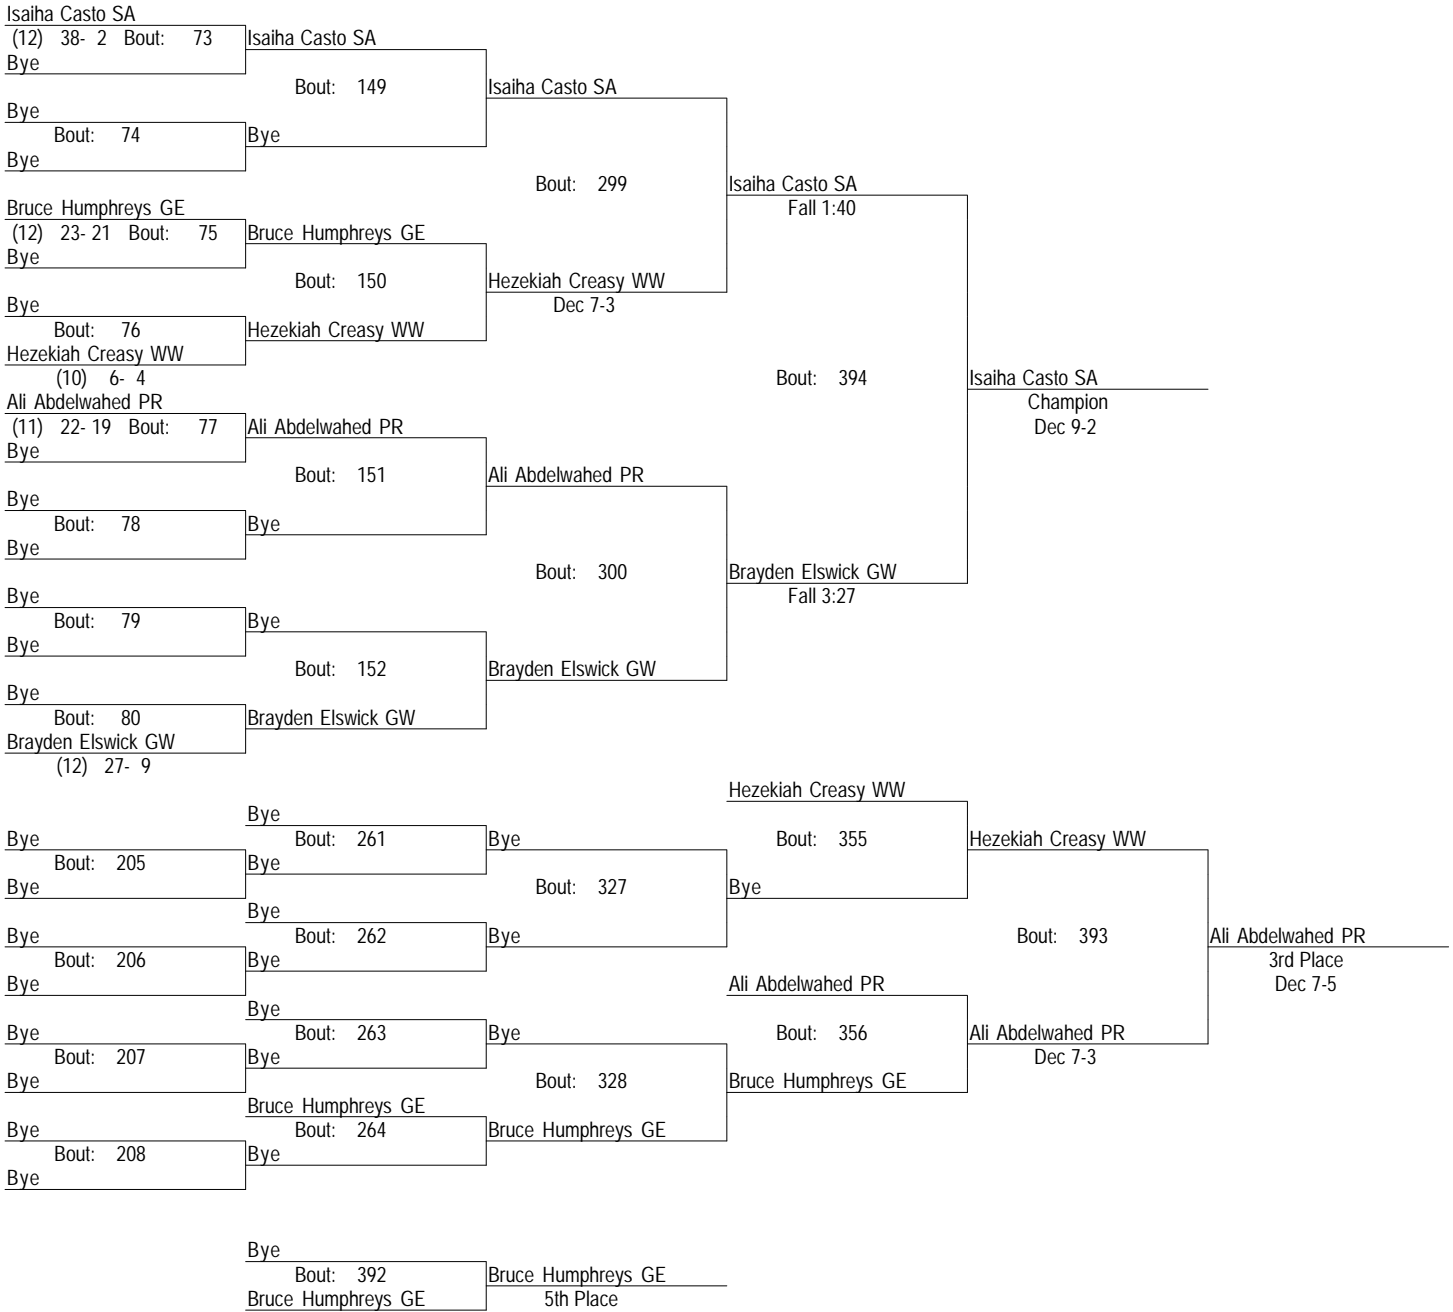 Isaiha Casto SA
(12) 38- 2 Bout: 73 Isaiha Casto SA
Bye
Bout: 149 Isaiha Casto SA
Bye
Bout: 74 Bye
Bye
Bout: 299 Isaiha Casto SA
Fall 1:40
Bruce Humphreys GE
(12) 23- 21 Bout: 75 Bruce Humphreys GE
Bye
Bout: 150 Hezekiah Creasy WW
Dec 7-3
Bye
Bout: 76 Hezekiah Creasy WW
Hezekiah Creasy WW
(10) 6- 4
Bout: 394 Isaiha Casto SA
Champion
Dec 9-2
Ali Abdelwahed PR
(11) 22- 19 Bout: 77 Ali Abdelwahed PR
Bye
Bout: 151 Ali Abdelwahed PR
Bye
Bout: 78 Bye
Bye
Bout: 300 Brayden Elswick GW
Fall 3:27
Bye
Bout: 79 Bye
Bye
Bout: 152 Brayden Elswick GW
Bye
Bout: 80 Brayden Elswick GW
Brayden Elswick GW
(12) 27- 9
Hezekiah Creasy WW
Bye
Bye Bout: 261 Bye Bout: 355 Hezekiah Creasy WW
Bout: 205 Bye
Bye Bout: 327 Bye
Bye
Bye Bout: 262 Bye Bout: 393 Ali Abdelwahed PR
Bout: 206 Bye 3rd Place
Bye Ali Abdelwahed PR Dec 7-5
Bye
Bye Bout: 263 Bye Bout: 356 Ali Abdelwahed PR
Bout: 207 Bye Dec 7-3
Bye Bout: 328 Bruce Humphreys GE
Bruce Humphreys GE
Bye Bout: 264 Bruce Humphreys GE
Bout: 208 Bye
Bye
Bye
Bout: 392 Bruce Humphreys GE
Bruce Humphreys GE 5th Place